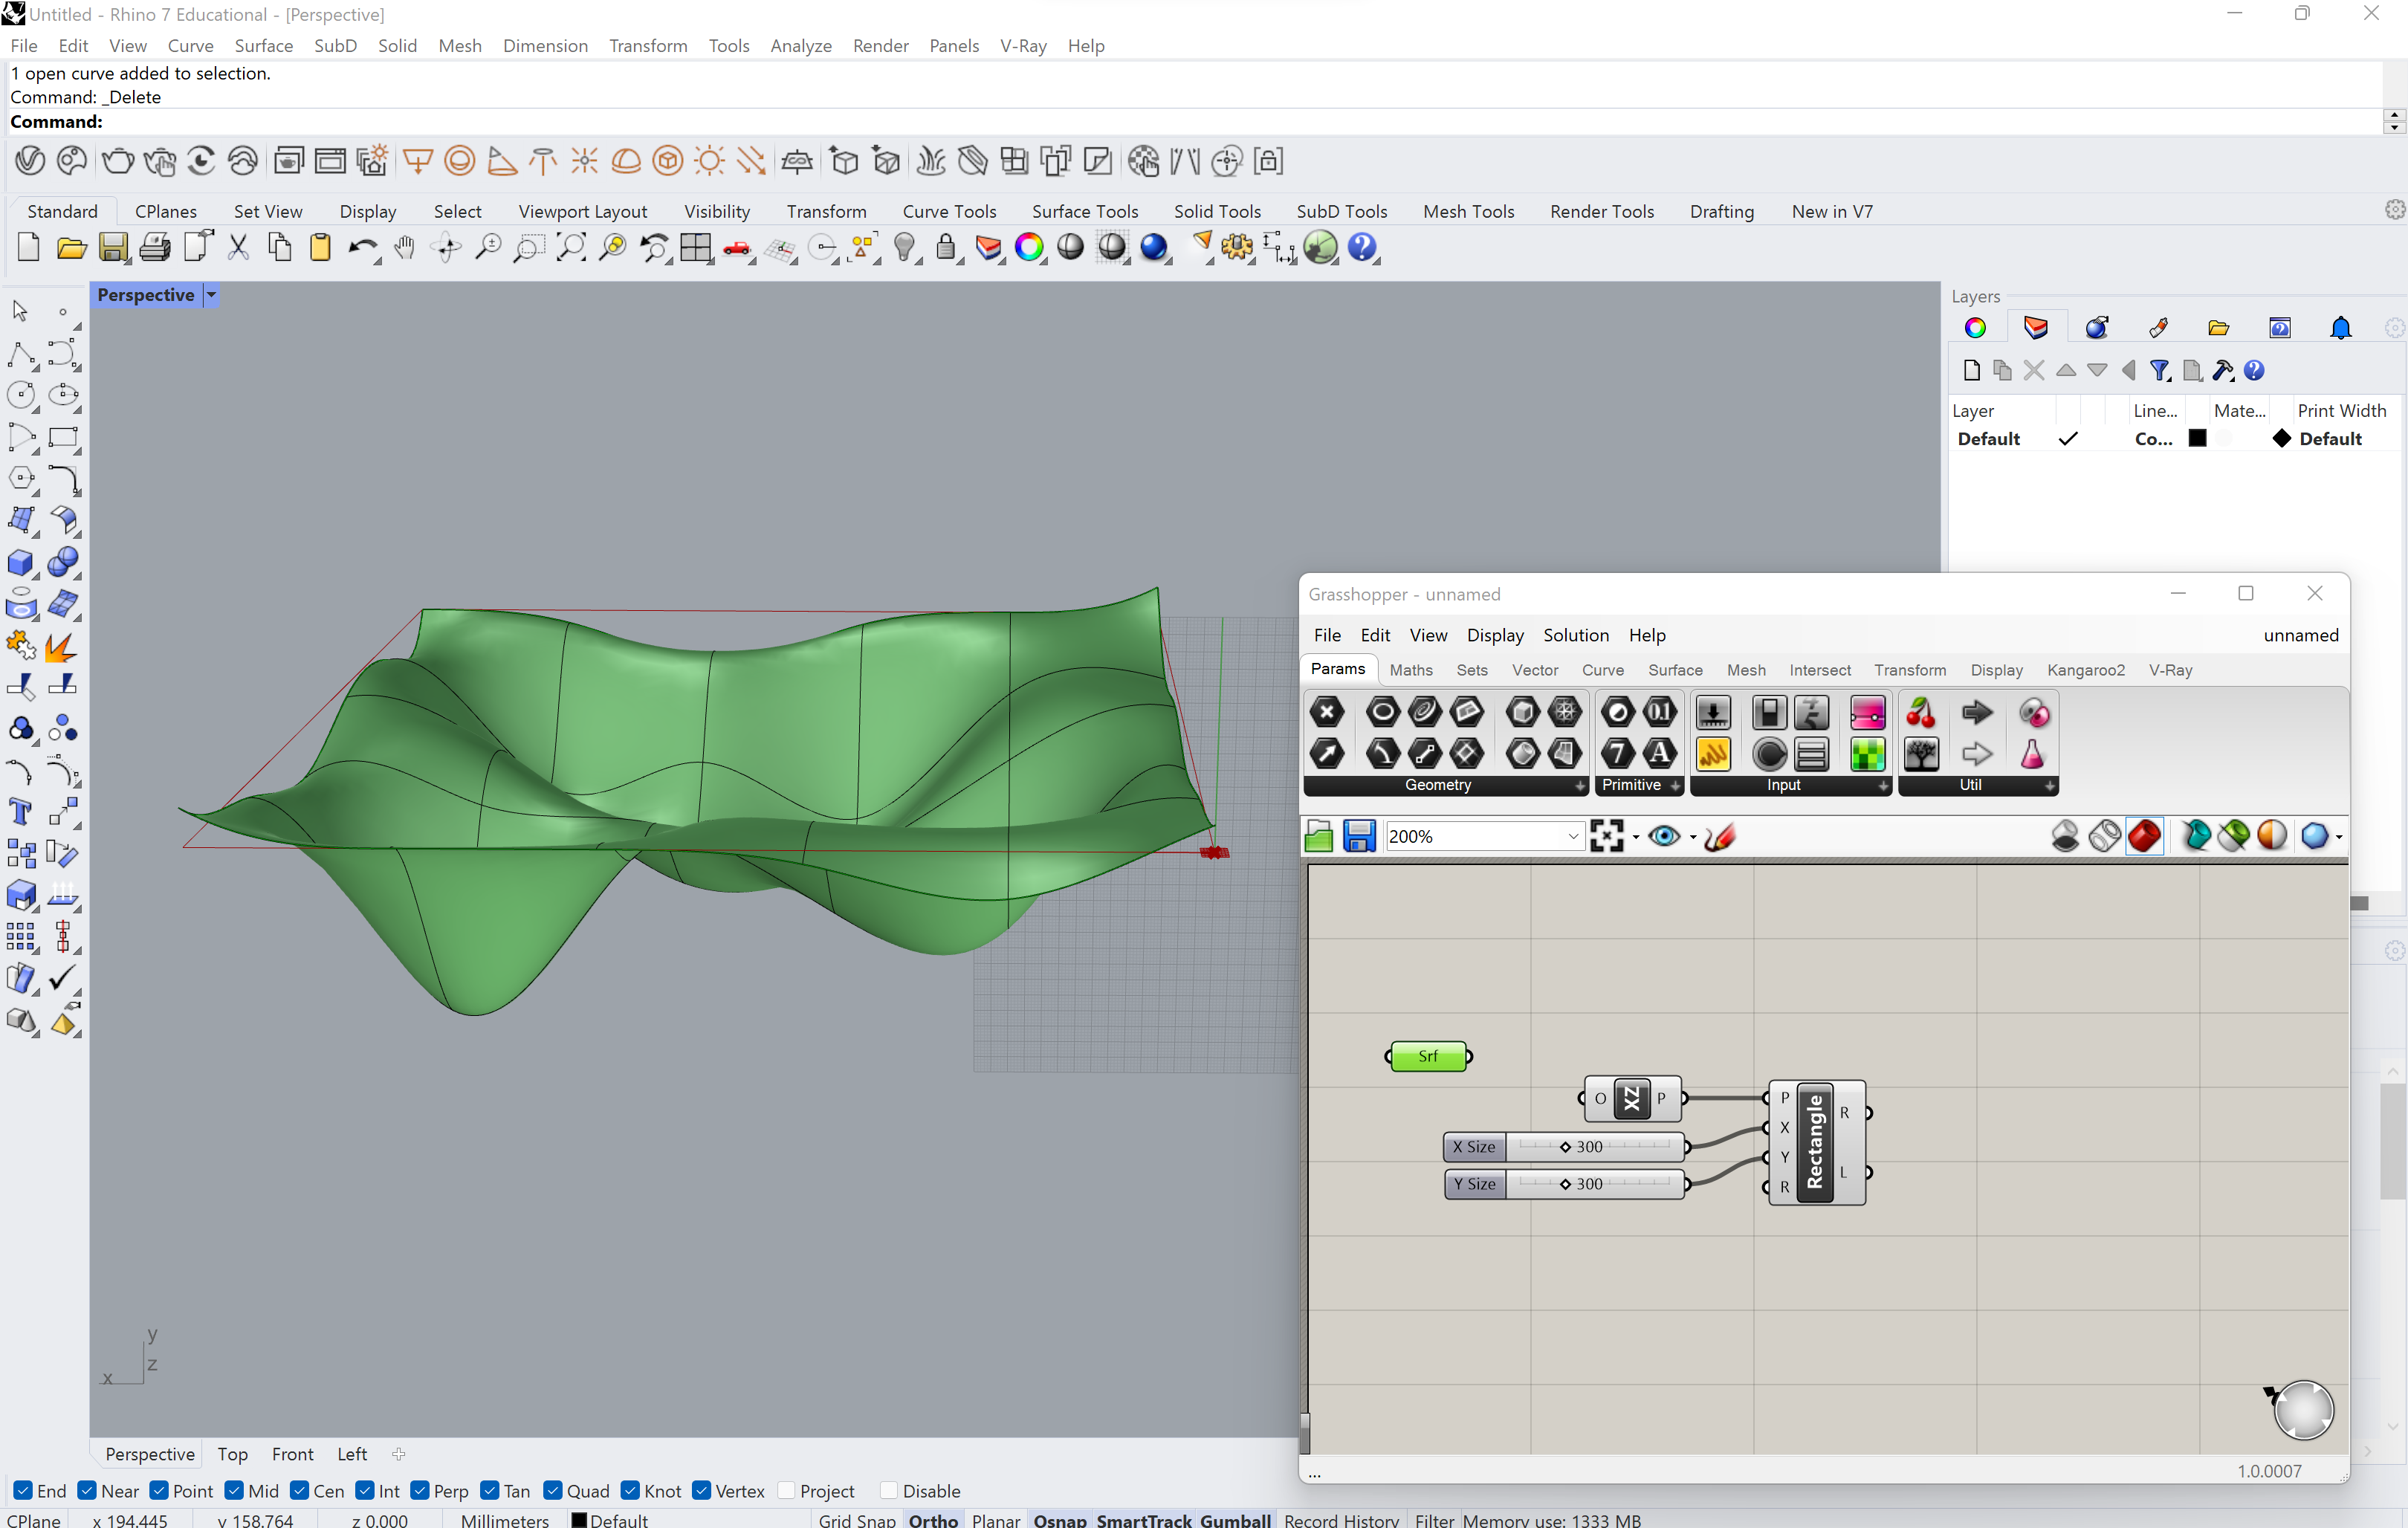 Untitled - Rhino 7 Educational - [Perspective]
File Edit View Curve Surface SubD Solid Mesh Dimension Transform Tools Analyze Render Panels V-Ray Help
1 open curve added to selection.
Command: _Delete
Command:
Standard CPlanes Set View Display Select Viewport Layout Visibility Transform Curve Tools Surface Tools Solid Tools SubD Tools Mesh Tools Render Tools Drafting New in V7
Perspective
Layers
Layer Line... Mate... Print Width
Default Co... Default
Grasshopper - unnamed
File Edit View Display Solution Help unnamed
Params Maths Sets Vector Curve Surface Mesh Intersect Transform Display Kangaroo2 V-Ray
Geometry Primitive Input Util
200%
Srf
O XZ P
X Size 300
Y Size 300
P X Y R Rectangle R L
1.0.0007
...
y
z
x
Perspective Top Front Left
End Near Point Mid Cen Int Perp Tan Quad Knot Vertex Project Disable
CPlane x 194.445 y 158.764 z 0.000 Millimeters Default Grid Snap Ortho Planar Osnap SmartTrack Gumball Record History Filter Memory use: 1333 MB